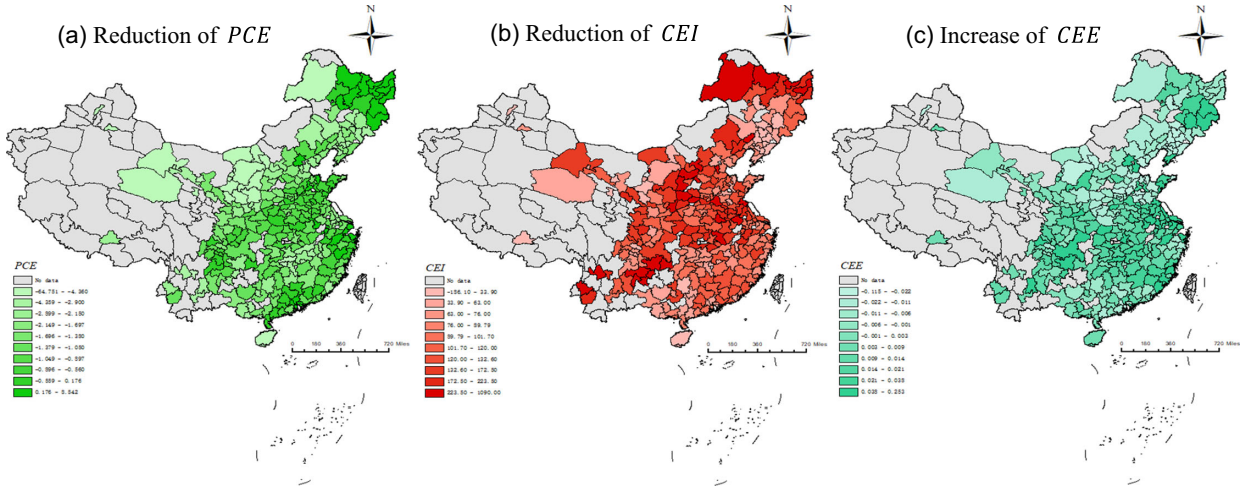 (a) Reduction of PCE
N
PCE
No data
-64.751 - -4.360
-4.359 - -2.900
-2.899 - -2.150
-2.149 - -1.697
-1.696 - -1.380
-1.379 - -1.050
-1.049 - -0.897
-0.896 - -0.560
-0.559 - 0.176
0.176 - 8.542
0 180 360 720 Miles
(b) Reduction of CEI
N
CEI
No data
-156.10 - 33.90
33.90 - 63.00
63.00 - 76.00
76.00 - 89.79
89.79 - 101.70
101.70 - 120.00
120.00 - 132.60
132.60 - 172.50
172.50 - 223.50
223.50 - 1090.00
0 180 360 720 Miles
(c) Increase of CEE
N
CEE
No data
-0.115 - -0.022
-0.022 - -0.011
-0.011 - -0.006
-0.006 - -0.001
-0.001 - 0.003
0.003 - 0.009
0.009 - 0.014
0.014 - 0.021
0.021 - 0.035
0.035 - 0.253
0 180 360 720 Miles